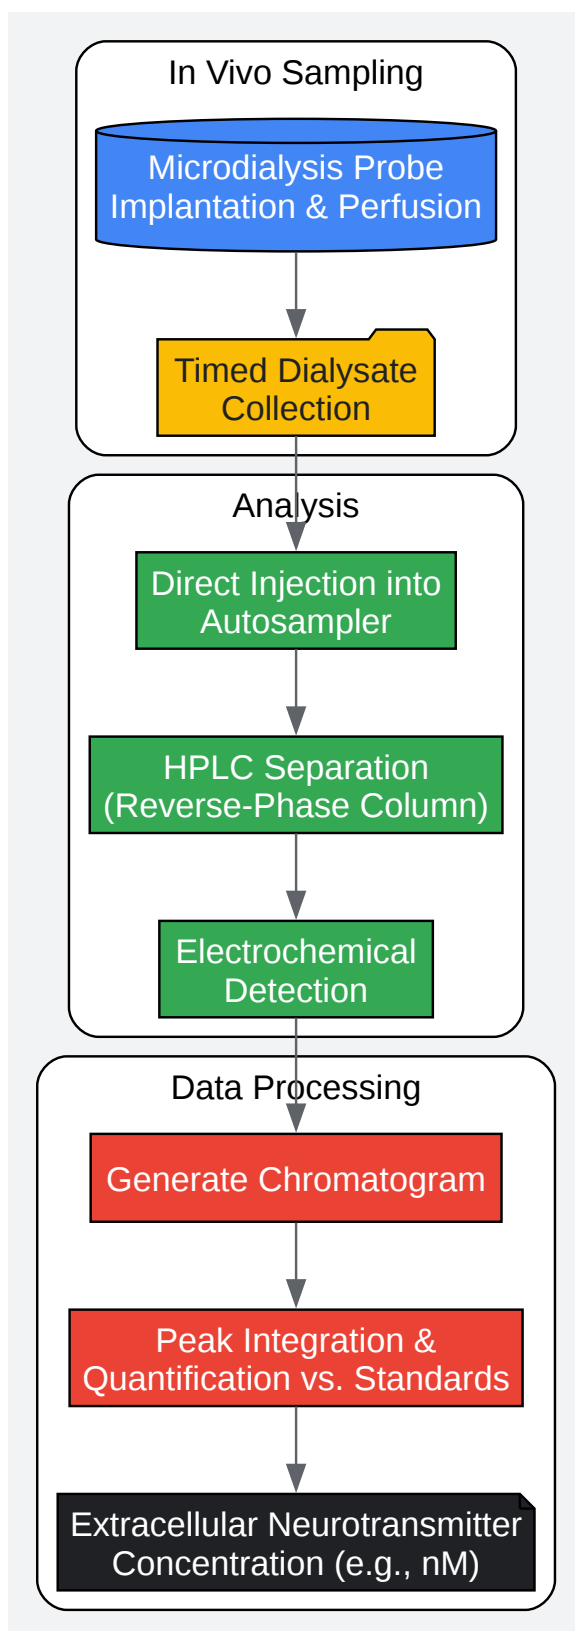 In Vivo Sampling
Microdialysis Probe
Implantation & Perfusion
Timed Dialysate
Collection
Analysis
Direct Injection into
Autosampler
HPLC Separation
(Reverse-Phase Column)
Electrochemical
Detection
Data Processing
Generate Chromatogram
Peak Integration &
Quantification vs. Standards
Extracellular Neurotransmitter
Concentration (e.g., nM)